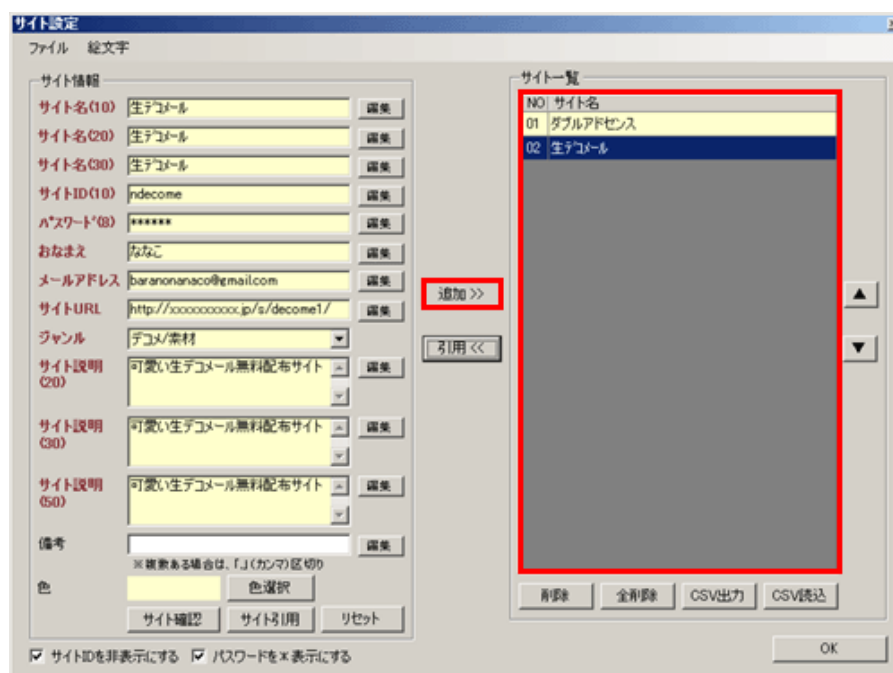 サイト設定
ファイル 絵文字
サイト情報
サイト名(10) 生デコメール 編集
サイト名(20) 生デコメール 編集
サイト名(30) 生デコメール 編集
サイトID(10) ndecome 編集
パスワード(8) ****** 編集
おなまえ ななこ 編集
メールアドレス baranonanaco@gmail.com 編集
サイトURL http://xxxxxxxxxx.jp/s/decome1/ 編集
ジャンル デコメ/素材
サイト説明(20) 可愛い生デコメール無料配布サイト 編集
サイト説明(30) 可愛い生デコメール無料配布サイト 編集
サイト説明(50) 可愛い生デコメール無料配布サイト 編集
備考 編集
※複数ある場合は、「,」(カンマ)区切り
色 色選択
サイト確認 サイト引用 リセット
サイトIDを非表示にする パスワードを*表示にする
追加 >>
引用 <<
サイト一覧
NO サイト名
01 ダブルアドセンス
02 生デコメール
▲
▼
削除 全削除 CSV出力 CSV読込
OK